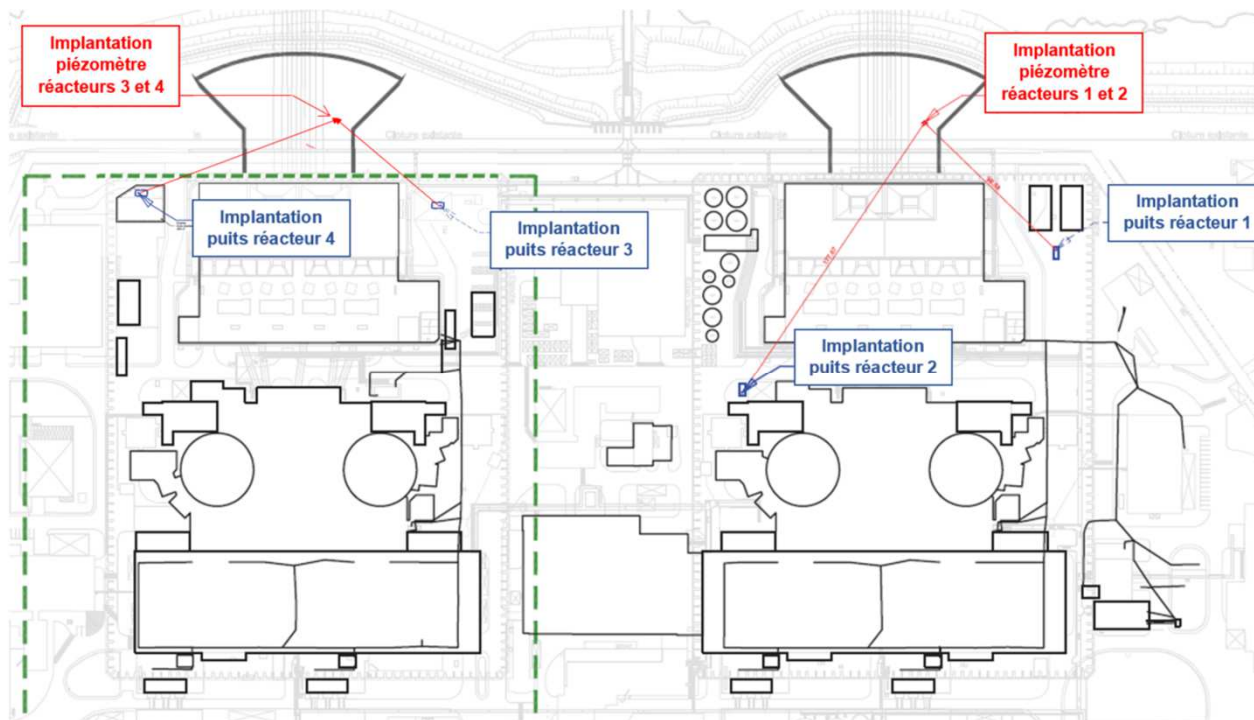 Implantation
piézomètre
réacteurs 3 et 4
Implantation
piézomètre
réacteurs 1 et 2
Clôture existante
Clôture existante
Clôture existante
Implantation
puits réacteur 4
Implantation
puits réacteur 3
Implantation
puits réacteur 1
Implantation
puits réacteur 2